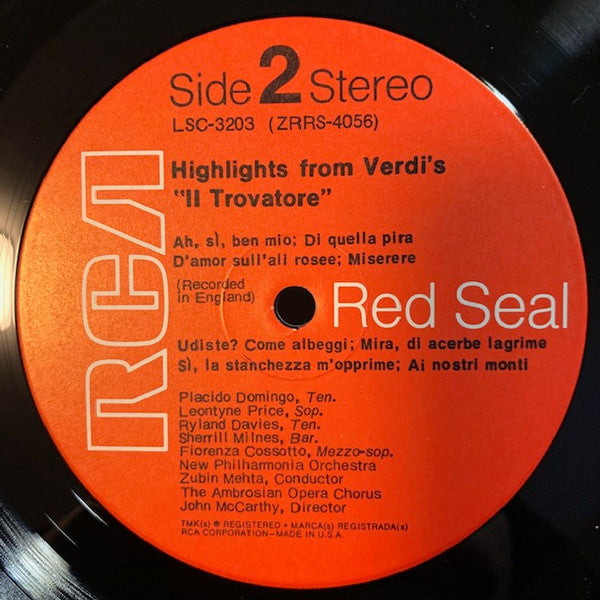 Side 2 Stereo
LSC-3203 (ZRRS-4056)
Highlights from Verdi's
"Il Trovatore"
Ah, sì, ben mio; Di quella pira
D'amor sull'ali rosee; Miserere
(Recorded
in England)
RCA
Red Seal
Udiste? Come albeggi; Mira, di acerbe lagrime
Sì, la stanchezza m'opprime; Ai nostri monti
Placido Domingo, Ten.
Leontyne Price, Sop.
Ryland Davies, Ten.
Sherrill Milnes, Bar.
Fiorenza Cossotto, Mezzo-sop.
New Philharmonia Orchestra
Zubin Mehta, Conductor
The Ambrosian Opera Chorus
John McCarthy, Director
TMK(s) ® REGISTERED • MARCA(s) REGISTRADA(s)
RCA CORPORATION—MADE IN U.S.A.